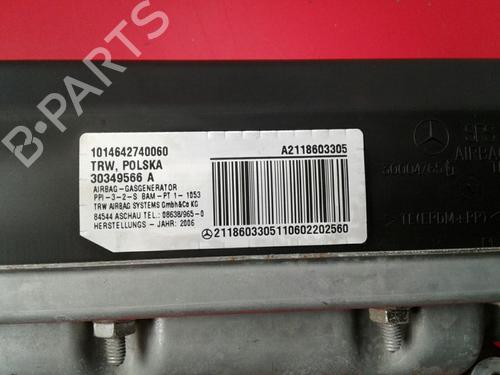 B-PARTS
1014642740060
TRW, POLSKA
30349566 A
AIRBAG-GASGENERATOR
PPI-3-2-S BAM-PT 1-1053
TRW AIRBAG SYSTEMS GmbH&Co KG
84544 ASCHAU TEL.: 08638/965-0
HERSTELLUNGS - JAHR: 2006
A2118603305
2118603305110602202560
SRS
AIRBAG